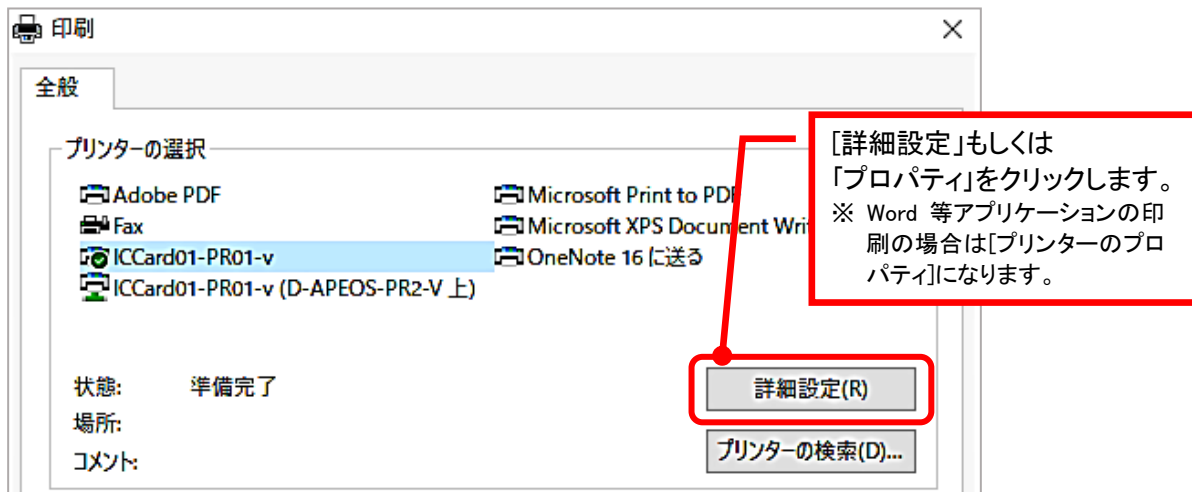 印刷
全般
プリンターの選択
Adobe PDF
Fax
ICCard01-PR01-v
ICCard01-PR01-v (D-APEOS-PR2-V 上)
Microsoft Print to PDF
Microsoft XPS Document Wri
OneNote 16 に送る
状態: 準備完了
場所:
コメント:
詳細設定(R)
プリンターの検索(D)...
[詳細設定」もしくは
「プロパティ」をクリックします。
※ Word 等アプリケーションの印
刷の場合は[プリンターのプロ
パティ]になります。